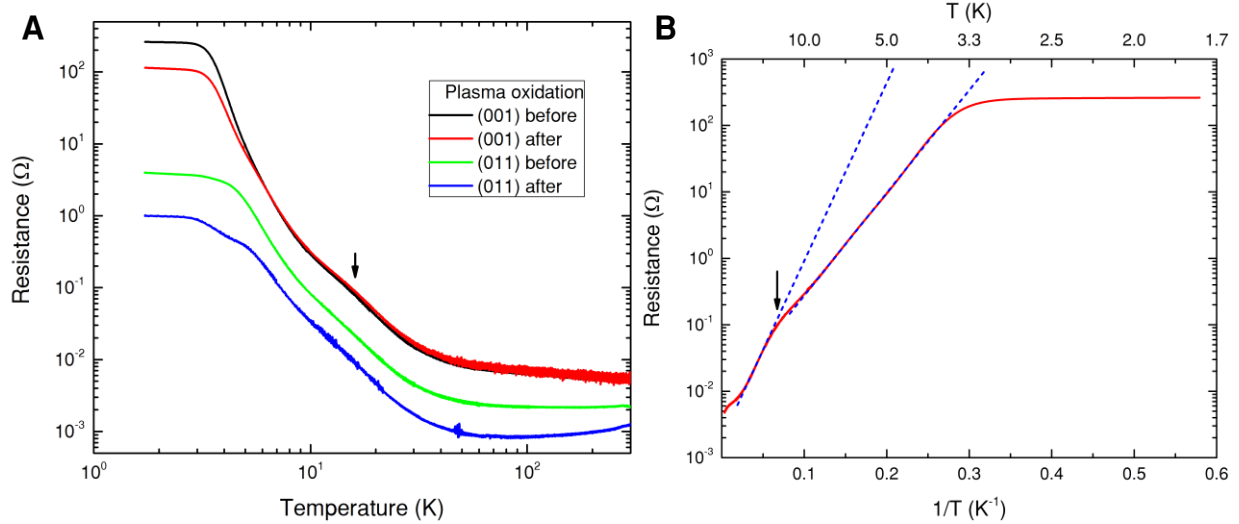 A
Resistance (Ω)
10²
10¹
10⁰
10⁻¹
10⁻²
10⁻³
Plasma oxidation
(001) before
(001) after
(011) before
(011) after
10⁰
10¹
10²
Temperature (K)
B
T (K)
10.0
5.0
3.3
2.5
2.0
1.7
Resistance (Ω)
10³
10²
10¹
10⁰
10⁻¹
10⁻²
10⁻³
0.1
0.2
0.3
0.4
0.5
0.6
1/T (K⁻¹)